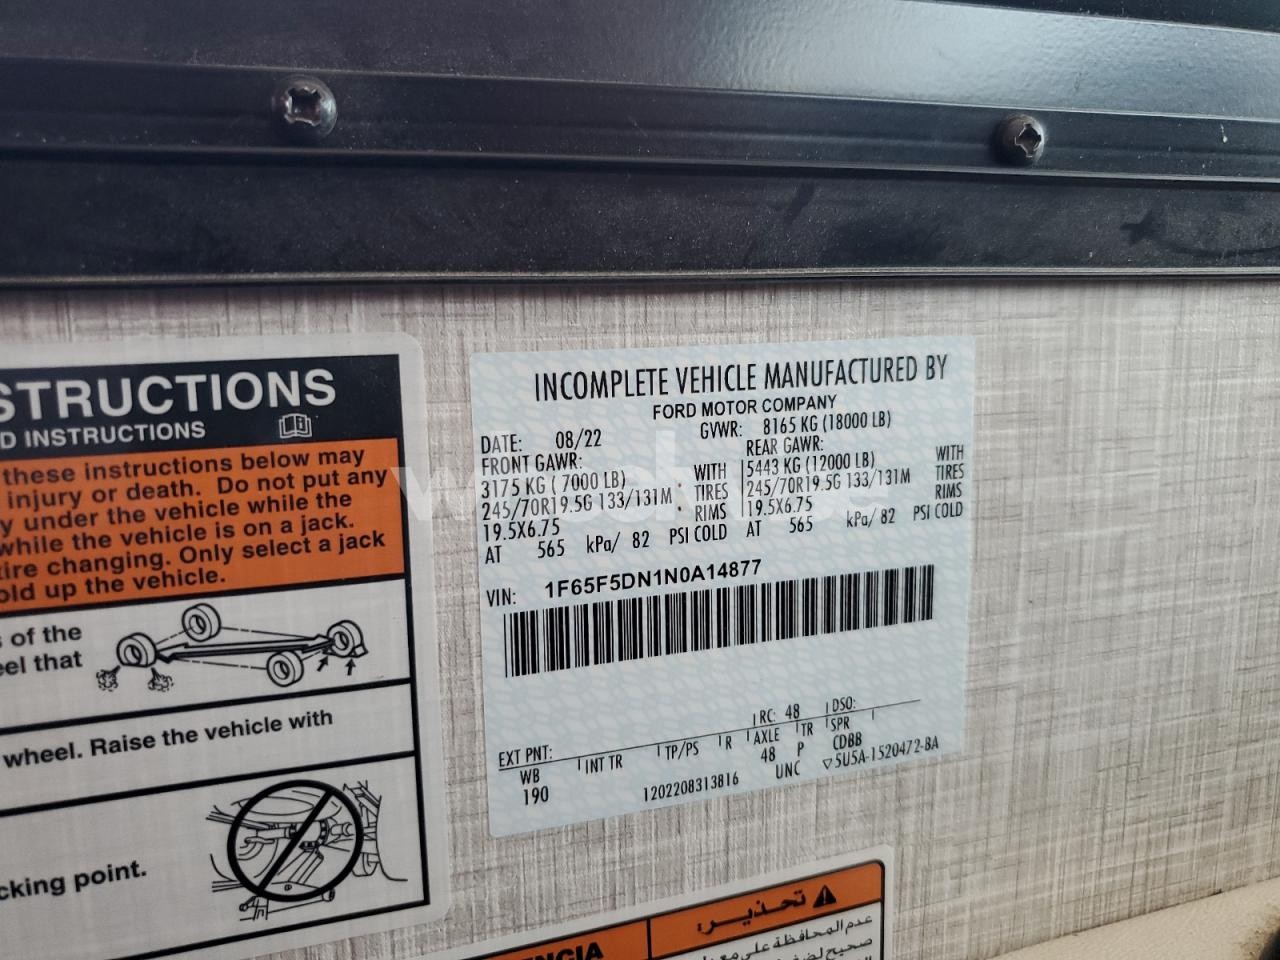 STRUCTIONS
D INSTRUCTIONS
these instructions below may
injury or death. Do not put any
y under the vehicle while the
while the vehicle is on a jack.
tire changing. Only select a jack
old up the vehicle.
s of the
eel that
wheel. Raise the vehicle with
cking point.
INCOMPLETE VEHICLE MANUFACTURED BY
FORD MOTOR COMPANY
DATE: 08/22 GVWR: 8165 KG (18000 LB)
FRONT GAWR: REAR GAWR:
3175 KG ( 7000 LB) WITH 5443 KG (12000 LB) WITH
245/70R19.5G 133/131M TIRES 245/70R19.5G 133/131M TIRES
19.5X6.75 RIMS 19.5X6.75 RIMS
AT 565 kPa/ 82 PSI COLD AT 565 kPa/ 82 PSI COLD
VIN: 1F65F5DN1N0A14877
RC: 48 DSO:
EXT PNT: INT TR TP/PS R AXLE TR SPR
WB 48 P CDBB
190 1202208313816 UNC ▽5U5A-1520472-BA
ENCIA
تحذير:
عدم المحافظة على